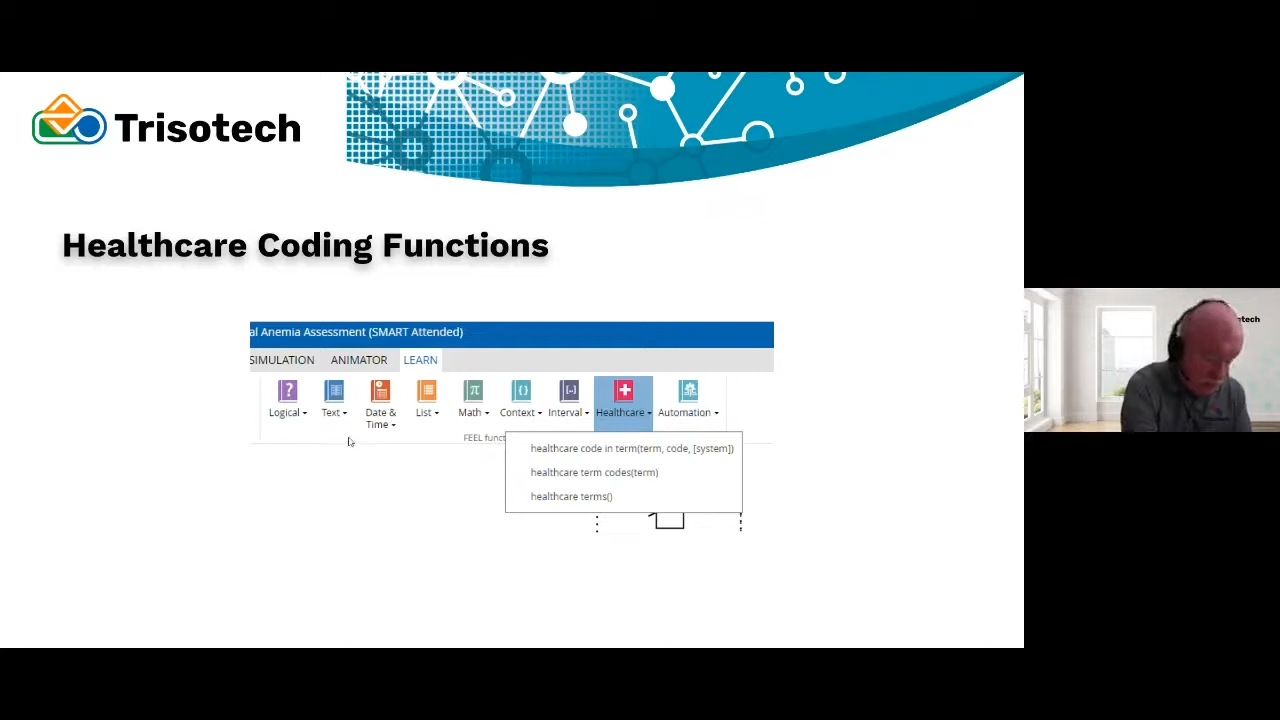 Trisotech
Healthcare Coding Functions
al Anemia Assessment (SMART Attended)
SIMULATION ANIMATOR LEARN
Logical Text Date & Time List Math Context Interval Healthcare Automation
FEEL funct
healthcare code in term(term, code, [system])
healthcare term codes(term)
healthcare terms()
otech